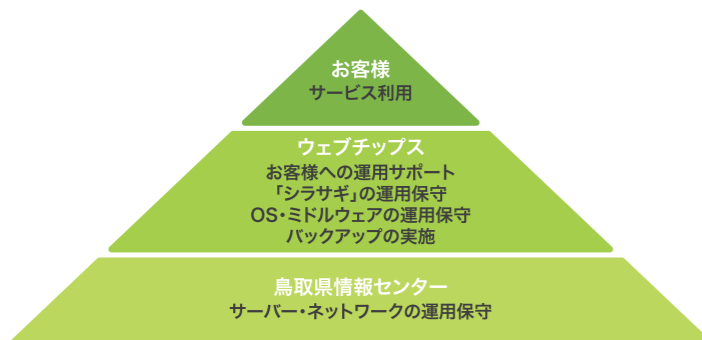 お客様
サービス利用
ウェブチップス
お客様への運用サポート
「シラサギ」の運用保守
OS・ミドルウェアの運用保守
バックアップの実施
鳥取県情報センター
サーバー・ネットワークの運用保守